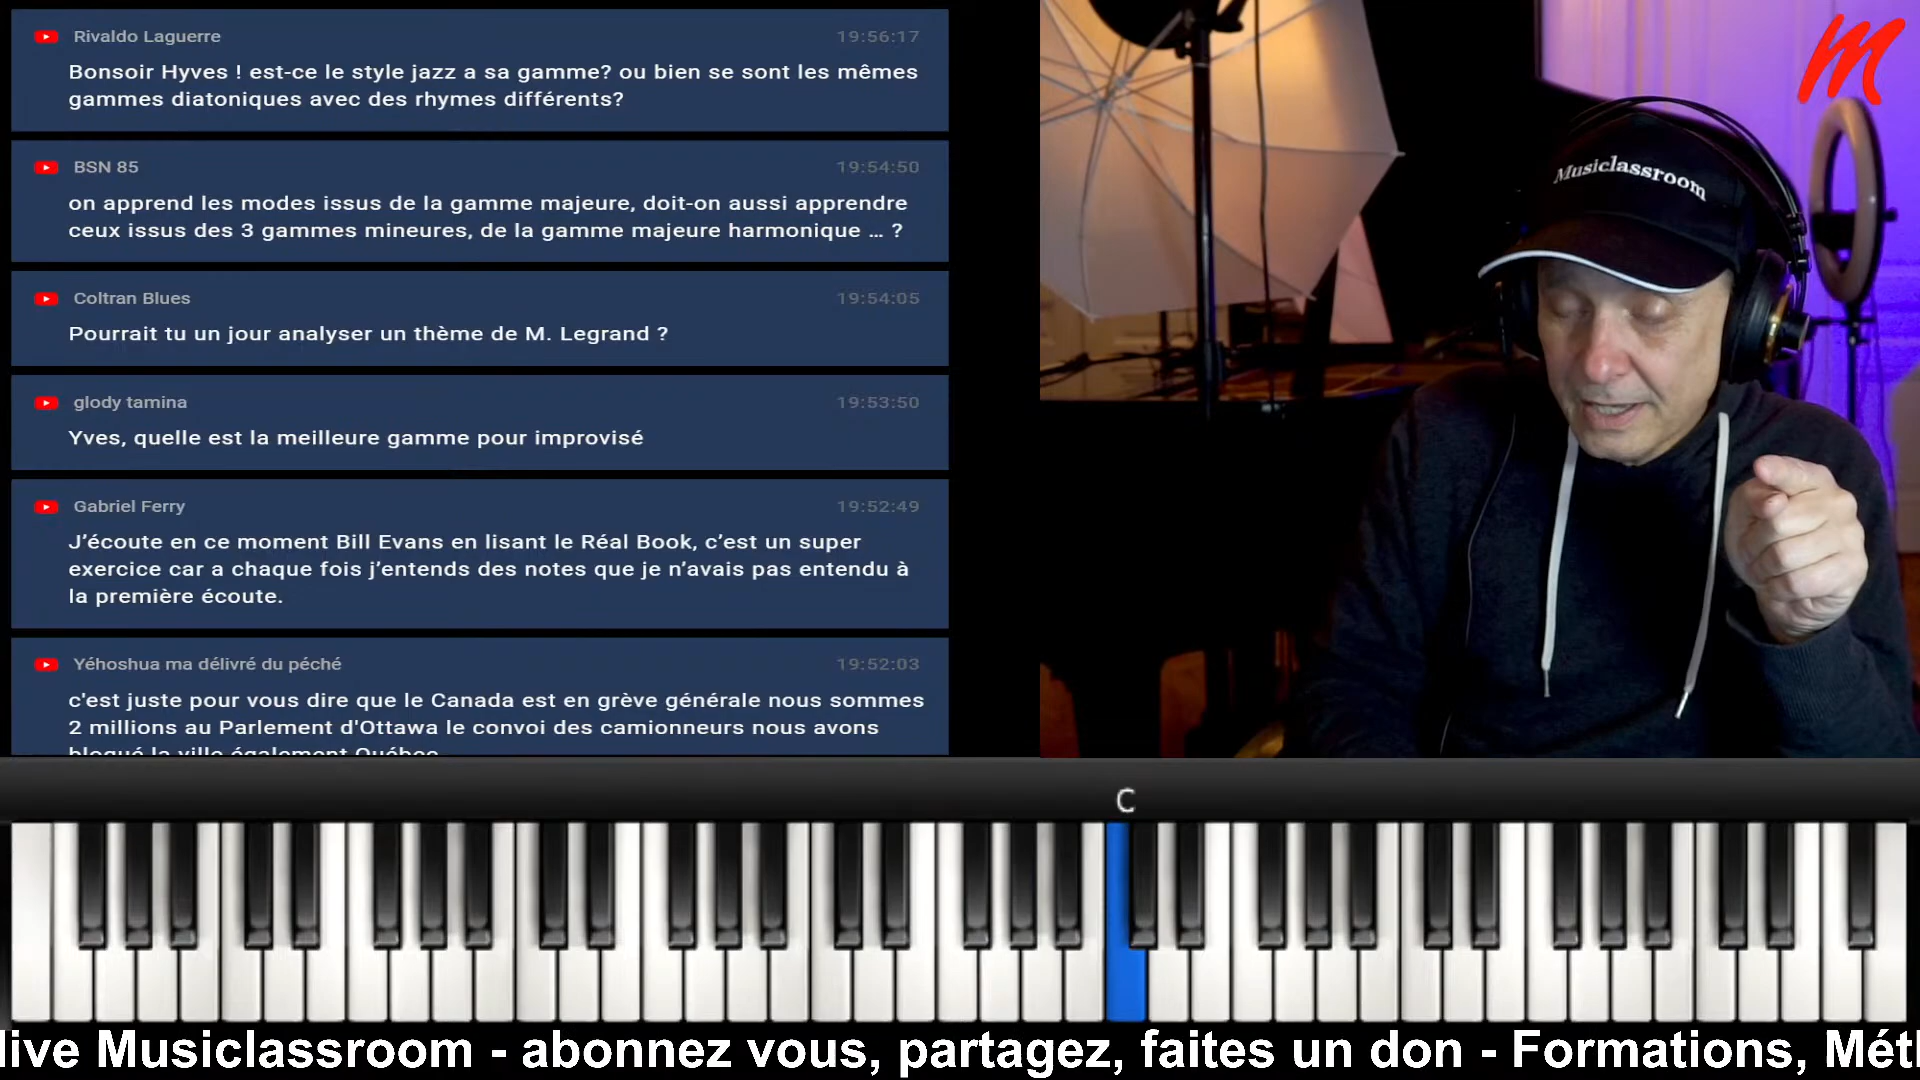 Rivaldo Laguerre 19:56:17
Bonsoir Hyves ! est-ce le style jazz a sa gamme? ou bien se sont les mêmes
gammes diatoniques avec des rhymes différents?
BSN 85 19:54:50
on apprend les modes issus de la gamme majeure, doit-on aussi apprendre
ceux issus des 3 gammes mineures, de la gamme majeure harmonique ... ?
Coltran Blues 19:54:05
Pourrait tu un jour analyser un thème de M. Legrand ?
glody tamina 19:53:50
Yves, quelle est la meilleure gamme pour improvisé
Gabriel Ferry 19:52:49
J’écoute en ce moment Bill Evans en lisant le Réal Book, c’est un super
exercice car a chaque fois j’entends des notes que je n’avais pas entendu à
la première écoute.
Yéhoshua ma délivré du péché 19:52:03
c'est juste pour vous dire que le Canada est en grève générale nous sommes
2 millions au Parlement d'Ottawa le convoi des camionneurs nous avons
bloqué la ville également Québec
M
Musiclassroom
C
live Musiclassroom - abonnez vous, partagez, faites un don - Formations, Mét